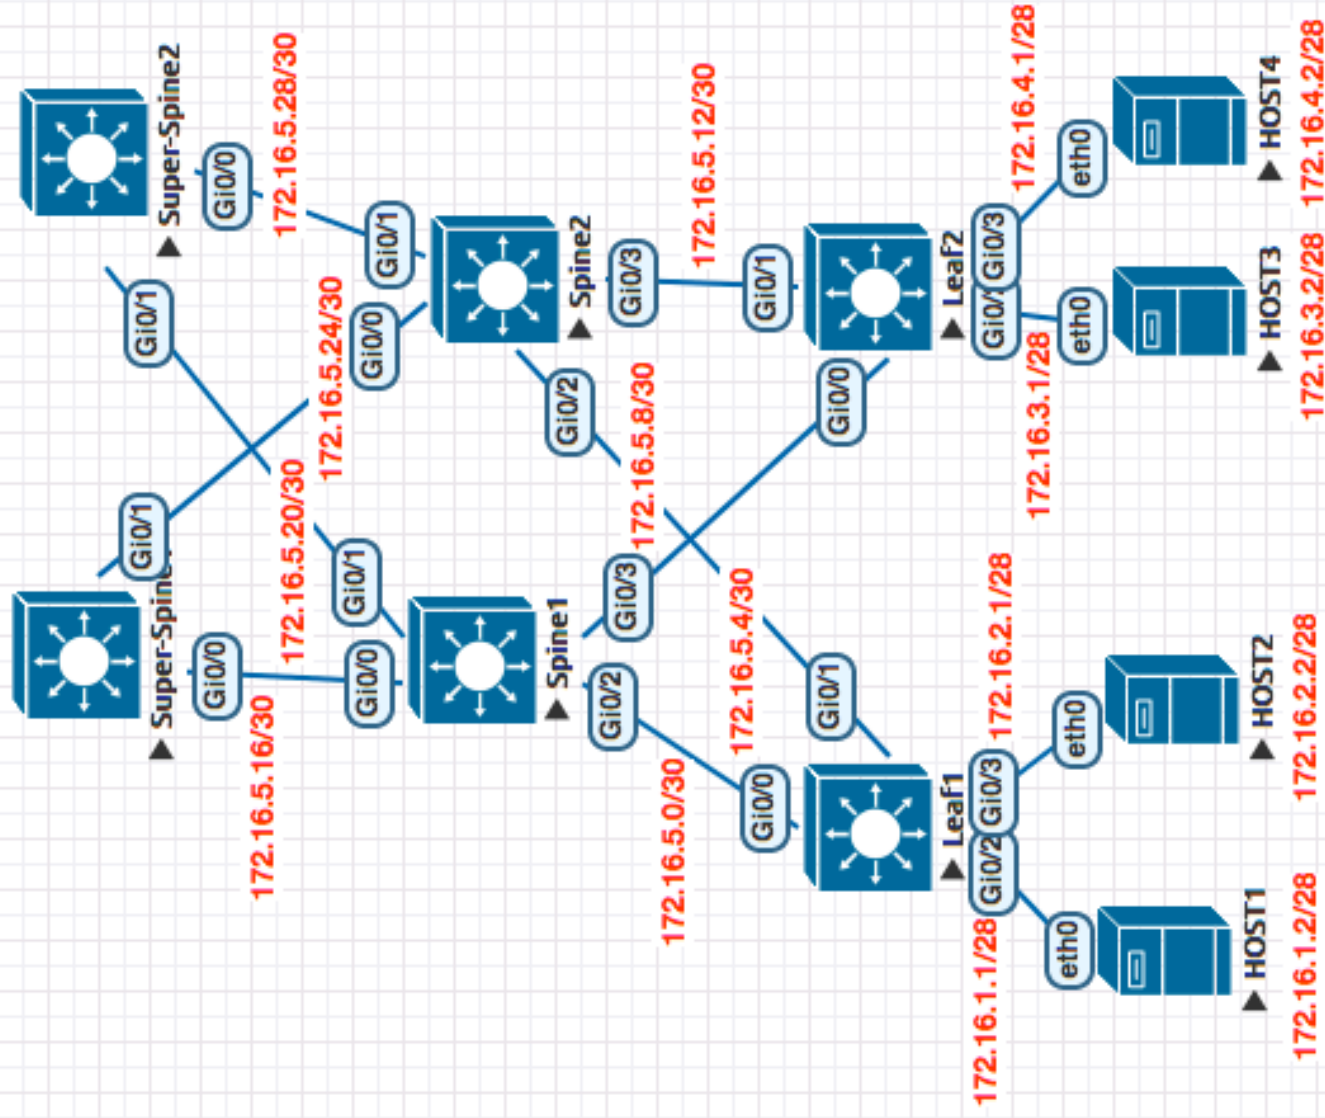 Super-Spine2
Gi0/0
172.16.5.28/30
Gi0/1
Super-Spine
Gi0/1
Gi0/0
172.16.5.16/30
172.16.5.20/30
172.16.5.24/30
Gi0/0
Gi0/1
Spine1
Gi0/0
Gi0/1
Spine2
Gi0/2
Gi0/3
Gi0/2
Gi0/3
172.16.5.0/30
172.16.5.4/30
172.16.5.8/30
172.16.5.12/30
Gi0/0
Gi0/1
Leaf1
Gi0/0
Gi0/1
Leaf2
Gi0/2
Gi0/3
Gi0/
Gi0/3
172.16.1.1/28
172.16.2.1/28
172.16.3.1/28
172.16.4.1/28
eth0
eth0
eth0
eth0
HOST1
HOST2
HOST3
HOST4
172.16.1.2/28
172.16.2.2/28
172.16.3.2/28
172.16.4.2/28